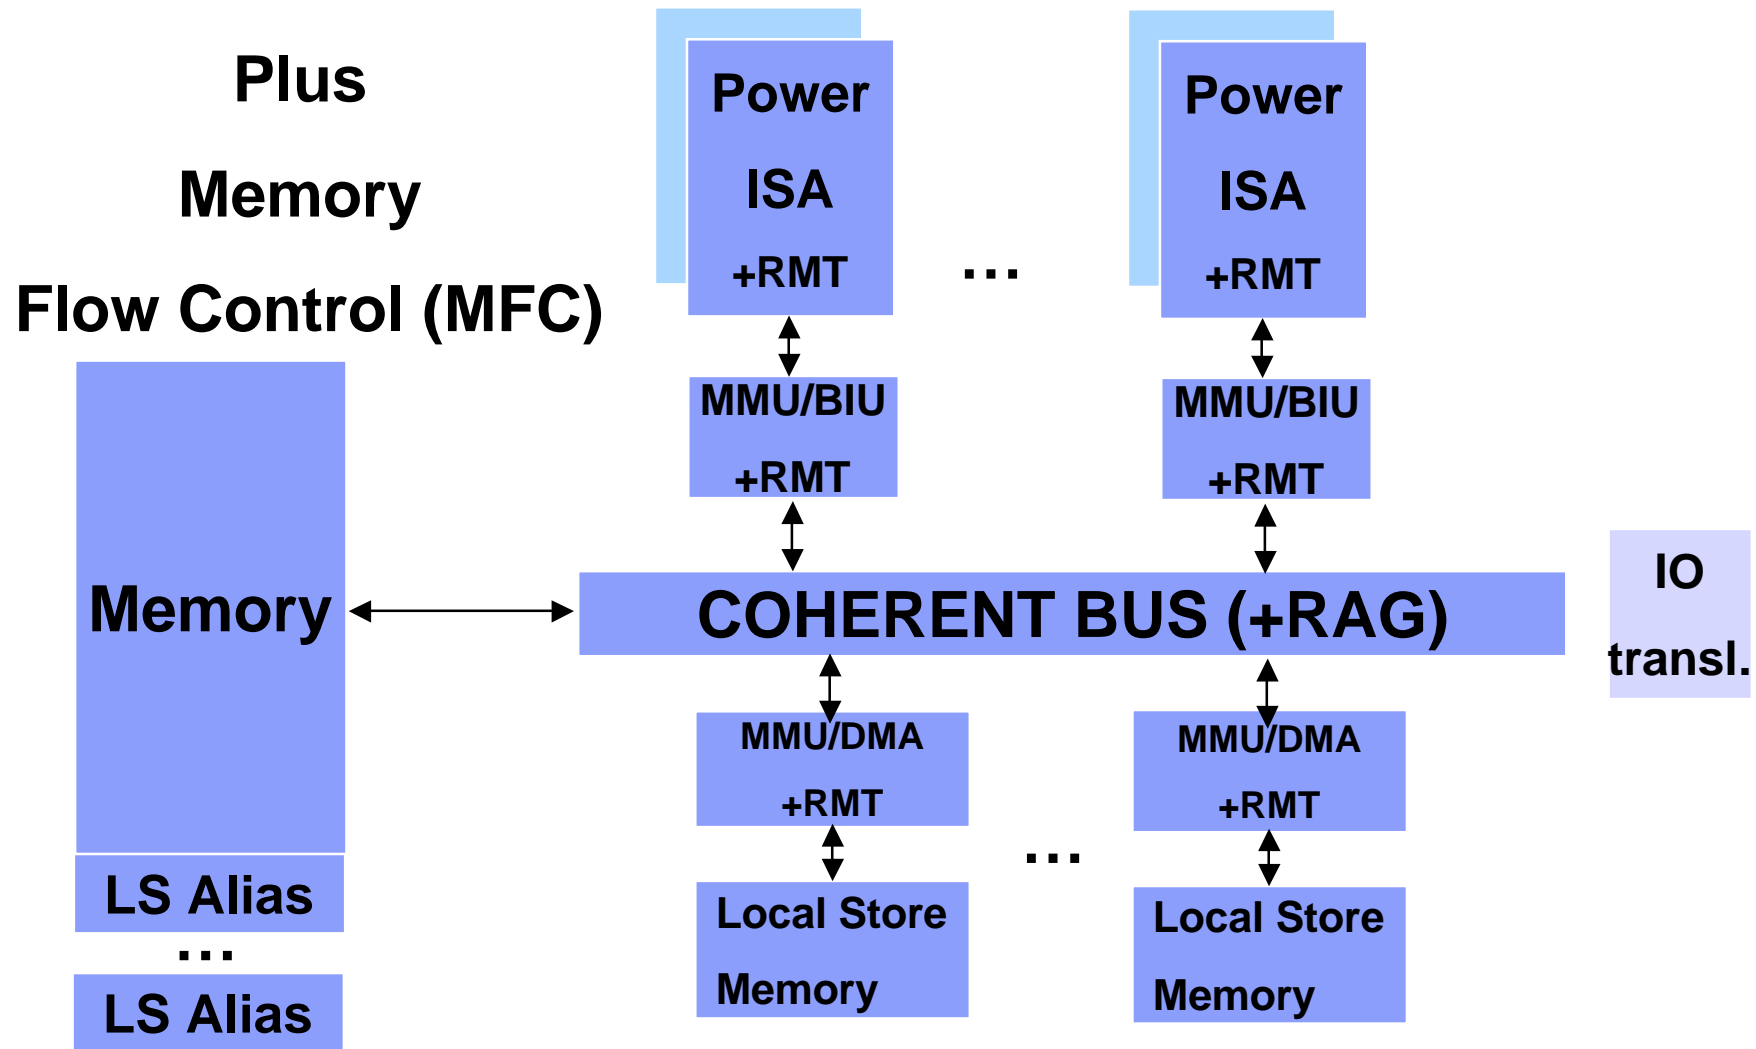 Plus
Memory
Flow Control (MFC)
Power
ISA
+RMT
…
Power
ISA
+RMT
MMU/BIU
+RMT
MMU/BIU
+RMT
Memory
COHERENT BUS (+RAG)
IO
transl.
MMU/DMA
+RMT
MMU/DMA
+RMT
…
LS Alias
…
LS Alias
Local Store
Memory
Local Store
Memory